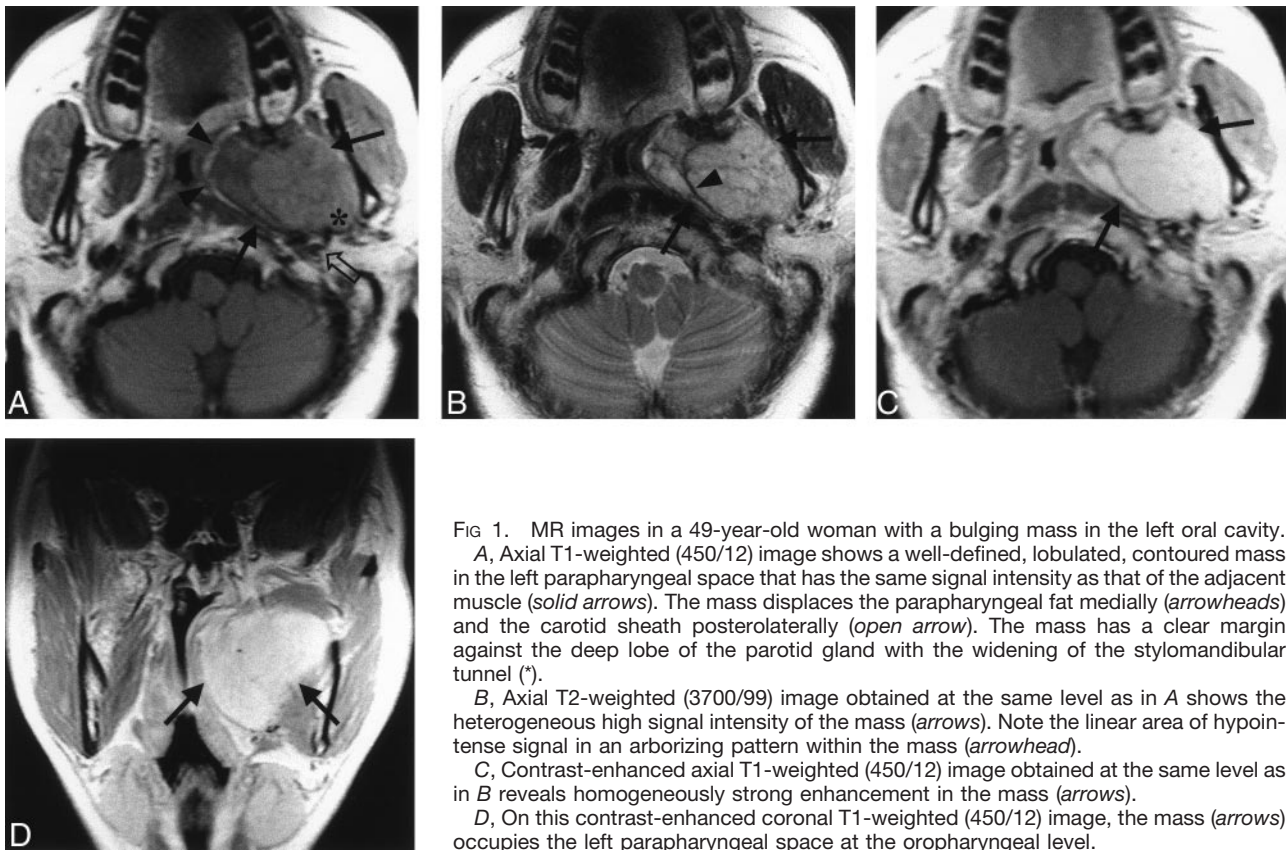 A
*
B
C
D
FIG 1. MR images in a 49-year-old woman with a bulging mass in the left oral cavity.
A, Axial T1-weighted (450/12) image shows a well-defined, lobulated, contoured mass
in the left parapharyngeal space that has the same signal intensity as that of the adjacent
muscle (solid arrows). The mass displaces the parapharyngeal fat medially (arrowheads)
and the carotid sheath posterolaterally (open arrow). The mass has a clear margin
against the deep lobe of the parotid gland with the widening of the stylomandibular
tunnel (*).
B, Axial T2-weighted (3700/99) image obtained at the same level as in A shows the
heterogeneous high signal intensity of the mass (arrows). Note the linear area of hypoin-
tense signal in an arborizing pattern within the mass (arrowhead).
C, Contrast-enhanced axial T1-weighted (450/12) image obtained at the same level as
in B reveals homogeneously strong enhancement in the mass (arrows).
D, On this contrast-enhanced coronal T1-weighted (450/12) image, the mass (arrows)
occupies the left parapharyngeal space at the oropharyngeal level.